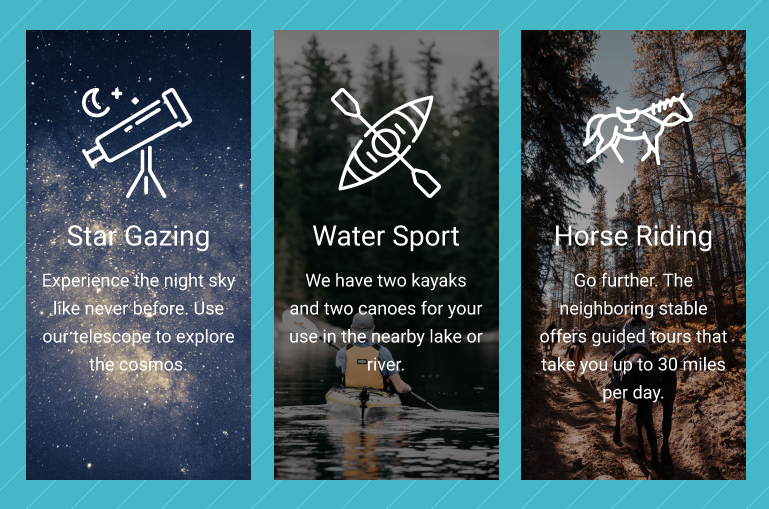 Star Gazing
Experience the night sky
like never before. Use
our telescope to explore
the cosmos.
Water Sport
We have two kayaks
and two canoes for your
use in the nearby lake or
river.
Horse Riding
Go further. The
neighboring stable
offers guided tours that
take you up to 30 miles
per day.